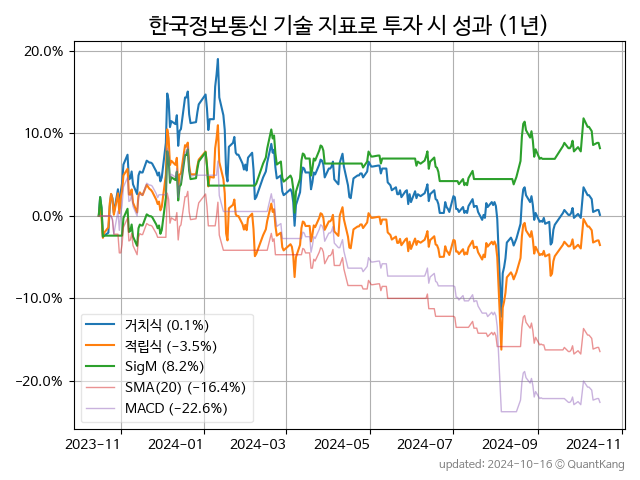 한국정보통신 기술 지표로 투자 시 성과 (1년)
20.0%
10.0%
0.0%
−10.0%
−20.0%
거치식 (0.1%)
적립식 (−3.5%)
SigM (8.2%)
SMA(20) (−16.4%)
MACD (−22.6%)
2023−11 2024−01 2024−03 2024−05 2024−07 2024−09 2024−11
updated: 2024-10-16 © QuantKang